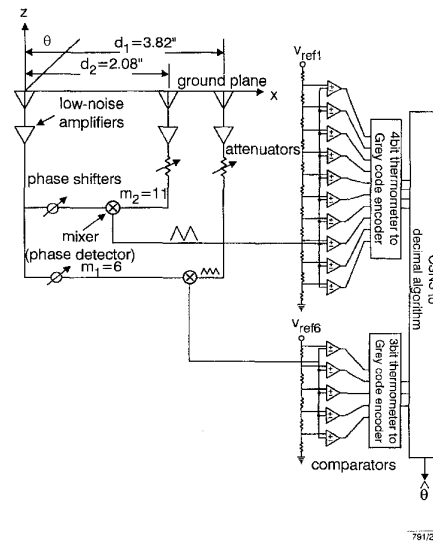 z
θ
d₁=3.82"
d₂=2.08"
ground plane
x
low-noise
amplifiers
attenuators
phase shifters
m₂=11
mixer
(phase detector)
m₁=6
Vref1
4bit thermometer to
Grey code encoder
decimal algorithm
Vref6
3bit thermometer to
Grey code encoder
comparators
θ̂
791/2